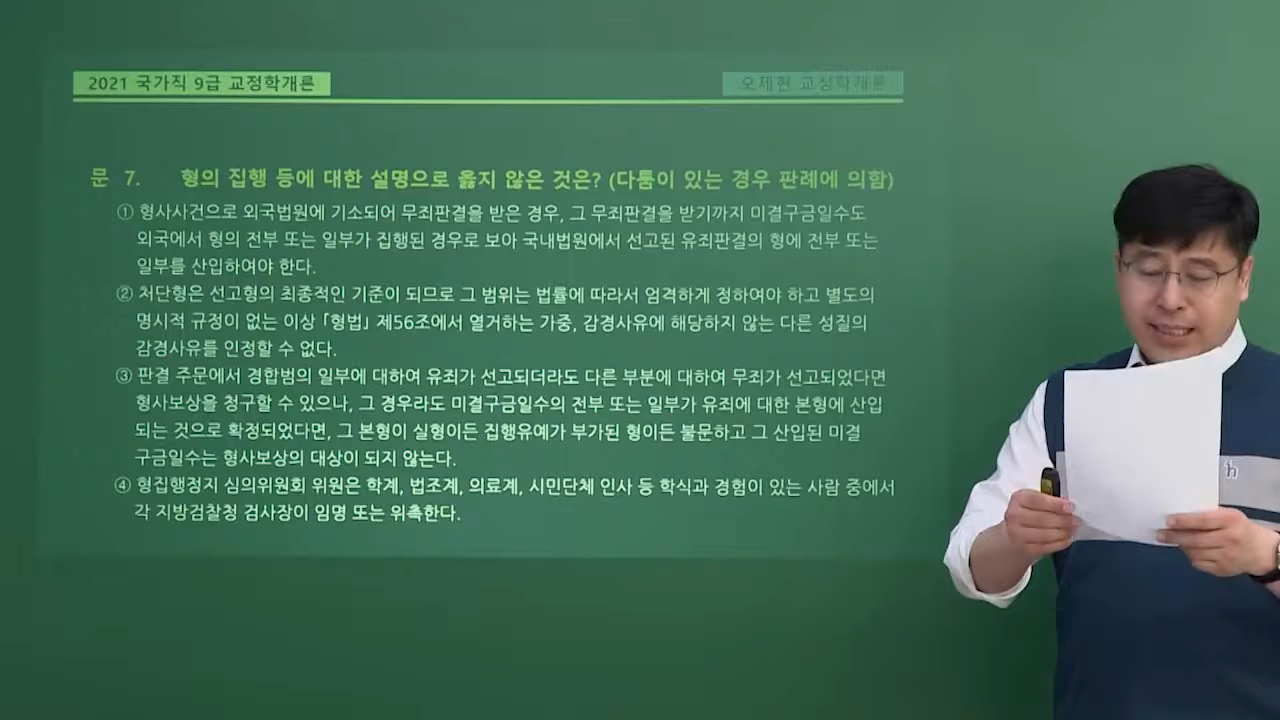 2021 국가직 9급 교정학개론
오제현 교정학개론
문 7. 형의 집행 등에 대한 설명으로 옳지 않은 것은? (다툼이 있는 경우 판례에 의함)
① 형사사건으로 외국법원에 기소되어 무죄판결을 받은 경우, 그 무죄판결을 받기까지 미결구금일수도
외국에서 형의 전부 또는 일부가 집행된 경우로 보아 국내법원에서 선고된 유죄판결의 형에 전부 또는
일부를 산입하여야 한다.
② 처단형은 선고형의 최종적인 기준이 되므로 그 범위는 법률에 따라서 엄격하게 정하여야 하고 별도의
명시적 규정이 없는 이상 「형법」 제56조에서 열거하는 가중, 감경사유에 해당하지 않는 다른 성질의
감경사유를 인정할 수 없다.
③ 판결 주문에서 경합범의 일부에 대하여 유죄가 선고되더라도 다른 부분에 대하여 무죄가 선고되었다면
형사보상을 청구할 수 있으나, 그 경우라도 미결구금일수의 전부 또는 일부가 유죄에 대한 본형에 산입
되는 것으로 확정되었다면, 그 본형이 실형이든 집행유예가 부가된 형이든 불문하고 그 산입된 미결
구금일수는 형사보상의 대상이 되지 않는다.
④ 형집행정지 심의위원회 위원은 학계, 법조계, 의료계, 시민단체 인사 등 학식과 경험이 있는 사람 중에서
각 지방검찰청 검사장이 임명 또는 위촉한다.